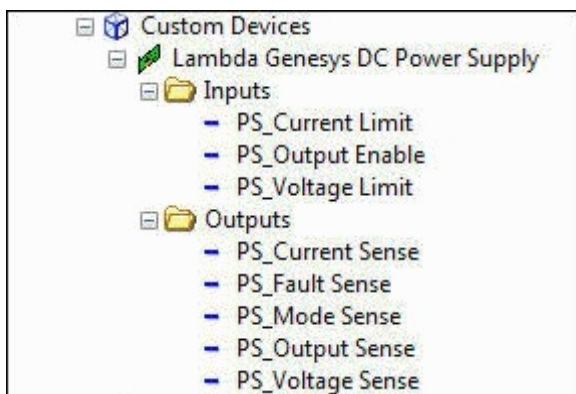 Custom Devices
Lambda Genesys DC Power Supply
Inputs
PS_Current Limit
PS_Output Enable
PS_Voltage Limit
Outputs
PS_Current Sense
PS_Fault Sense
PS_Mode Sense
PS_Output Sense
PS_Voltage Sense